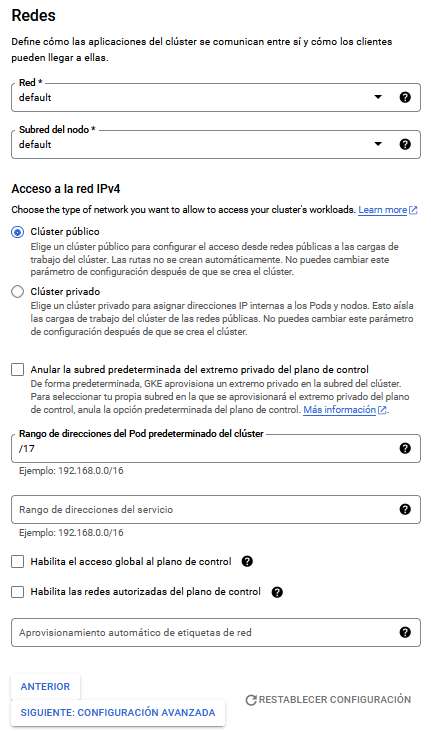 Redes
Define cómo las aplicaciones del clúster se comunican entre sí y cómo los clientes
pueden llegar a ellas.
Red *
default
Subred del nodo *
default
Acceso a la red IPv4
Choose the type of network you want to allow to access your cluster's workloads. Learn more
Clúster público
Elige un clúster público para configurar el acceso desde redes públicas a las cargas de
trabajo del clúster. Las rutas no se crean automáticamente. No puedes cambiar este
parámetro de configuración después de que se crea el clúster.
Clúster privado
Elige un clúster privado para asignar direcciones IP internas a los Pods y nodos. Esto aísla
las cargas de trabajo del clúster de las redes públicas. No puedes cambiar este parámetro
de configuración después de que se crea el clúster.
Anular la subred predeterminada del extremo privado del plano de control
De forma predeterminada, GKE aprovisiona un extremo privado en la subred del clúster.
Para seleccionar tu propia subred en la que se aprovisionará el extremo privado del plano
de control, anula la opción predeterminada del plano de control. Más información.
Rango de direcciones del Pod predeterminado del clúster
/17
Ejemplo: 192.168.0.0/16
Rango de direcciones del servicio
Ejemplo: 192.168.0.0/16
Habilita el acceso global al plano de control
Habilita las redes autorizadas del plano de control
Aprovisionamiento automático de etiquetas de red
ANTERIOR
SIGUIENTE: CONFIGURACIÓN AVANZADA
RESTABLECER CONFIGURACIÓN